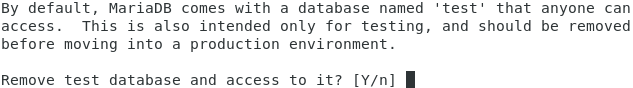 By default, MariaDB comes with a database named 'test' that anyone can
access.  This is also intended only for testing, and should be removed
before moving into a production environment.
Remove test database and access to it? [Y/n]